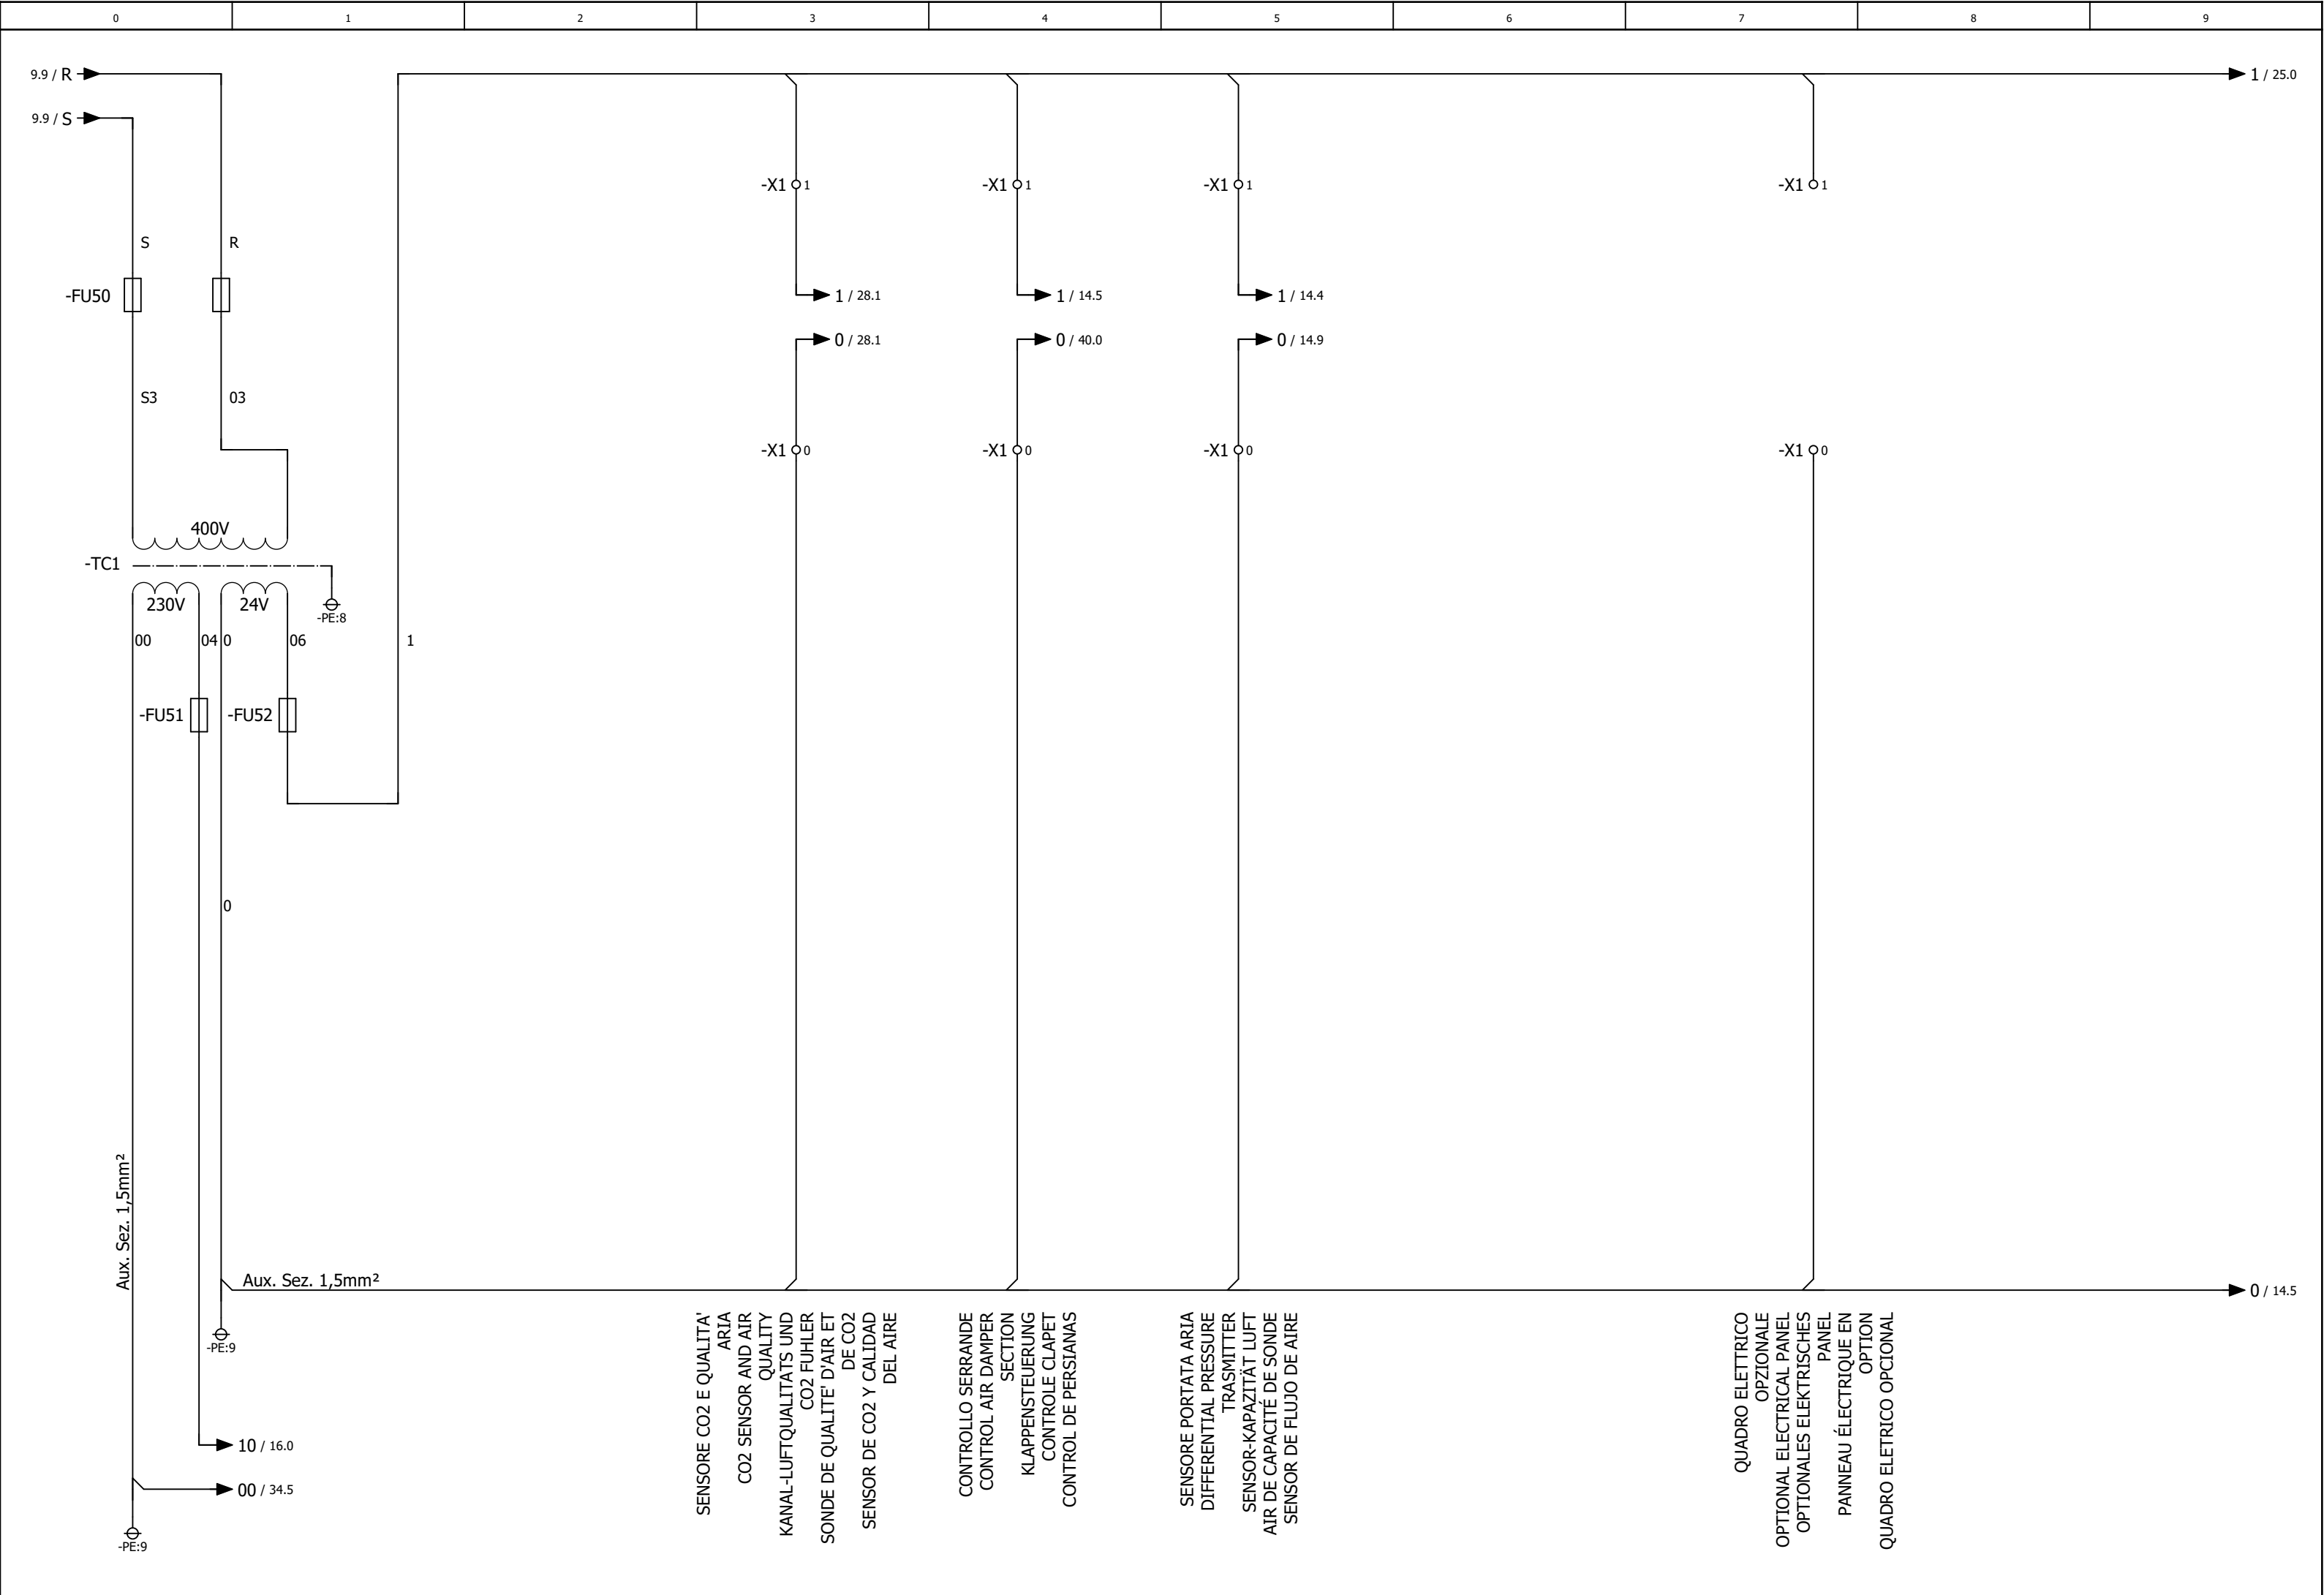 0 1 2 3 4 5 6 7 8 9
9.9 / R
1 / 25.0
9.9 / S
-X1 1
-X1 1
-X1 1
-X1 1
S
R
-FU50
1 / 28.1
1 / 14.5
1 / 14.4
0 / 28.1
0 / 40.0
0 / 14.9
S3
03
-X1 0
-X1 0
-X1 0
-X1 0
400V
-TC1
230V
24V
-PE:8
00
04
0
06
1
-FU51
-FU52
0
Aux. Sez. 1,5mm²
Aux. Sez. 1,5mm²
0 / 14.5
-PE:9
10 / 16.0
00 / 34.5
-PE:9
SENSORE CO2 E QUALITA'
ARIA
CO2 SENSOR AND AIR
QUALITY
KANAL-LUFTQUALITATS UND
CO2 FUHLER
SONDE DE QUALITE' D'AIR ET
DE CO2
SENSOR DE CO2 Y CALIDAD
DEL AIRE
CONTROLLO SERRANDE
CONTROL AIR DAMPER
SECTION
KLAPPENSTEUERUNG
CONTROLE CLAPET
CONTROL DE PERSIANAS
SENSORE PORTATA ARIA
DIFFERENTIAL PRESSURE
TRASMITTER
SENSOR-KAPAZITÄT LUFT
AIR DE CAPACITÉ DE SONDE
SENSOR DE FLUJO DE AIRE
QUADRO ELETTRICO
OPZIONALE
OPTIONAL ELECTRICAL PANEL
OPTIONALES ELEKTRISCHES
PANEL
PANNEAU ÉLECTRIQUE EN
OPTION
QUADRO ELETRICO OPCIONAL